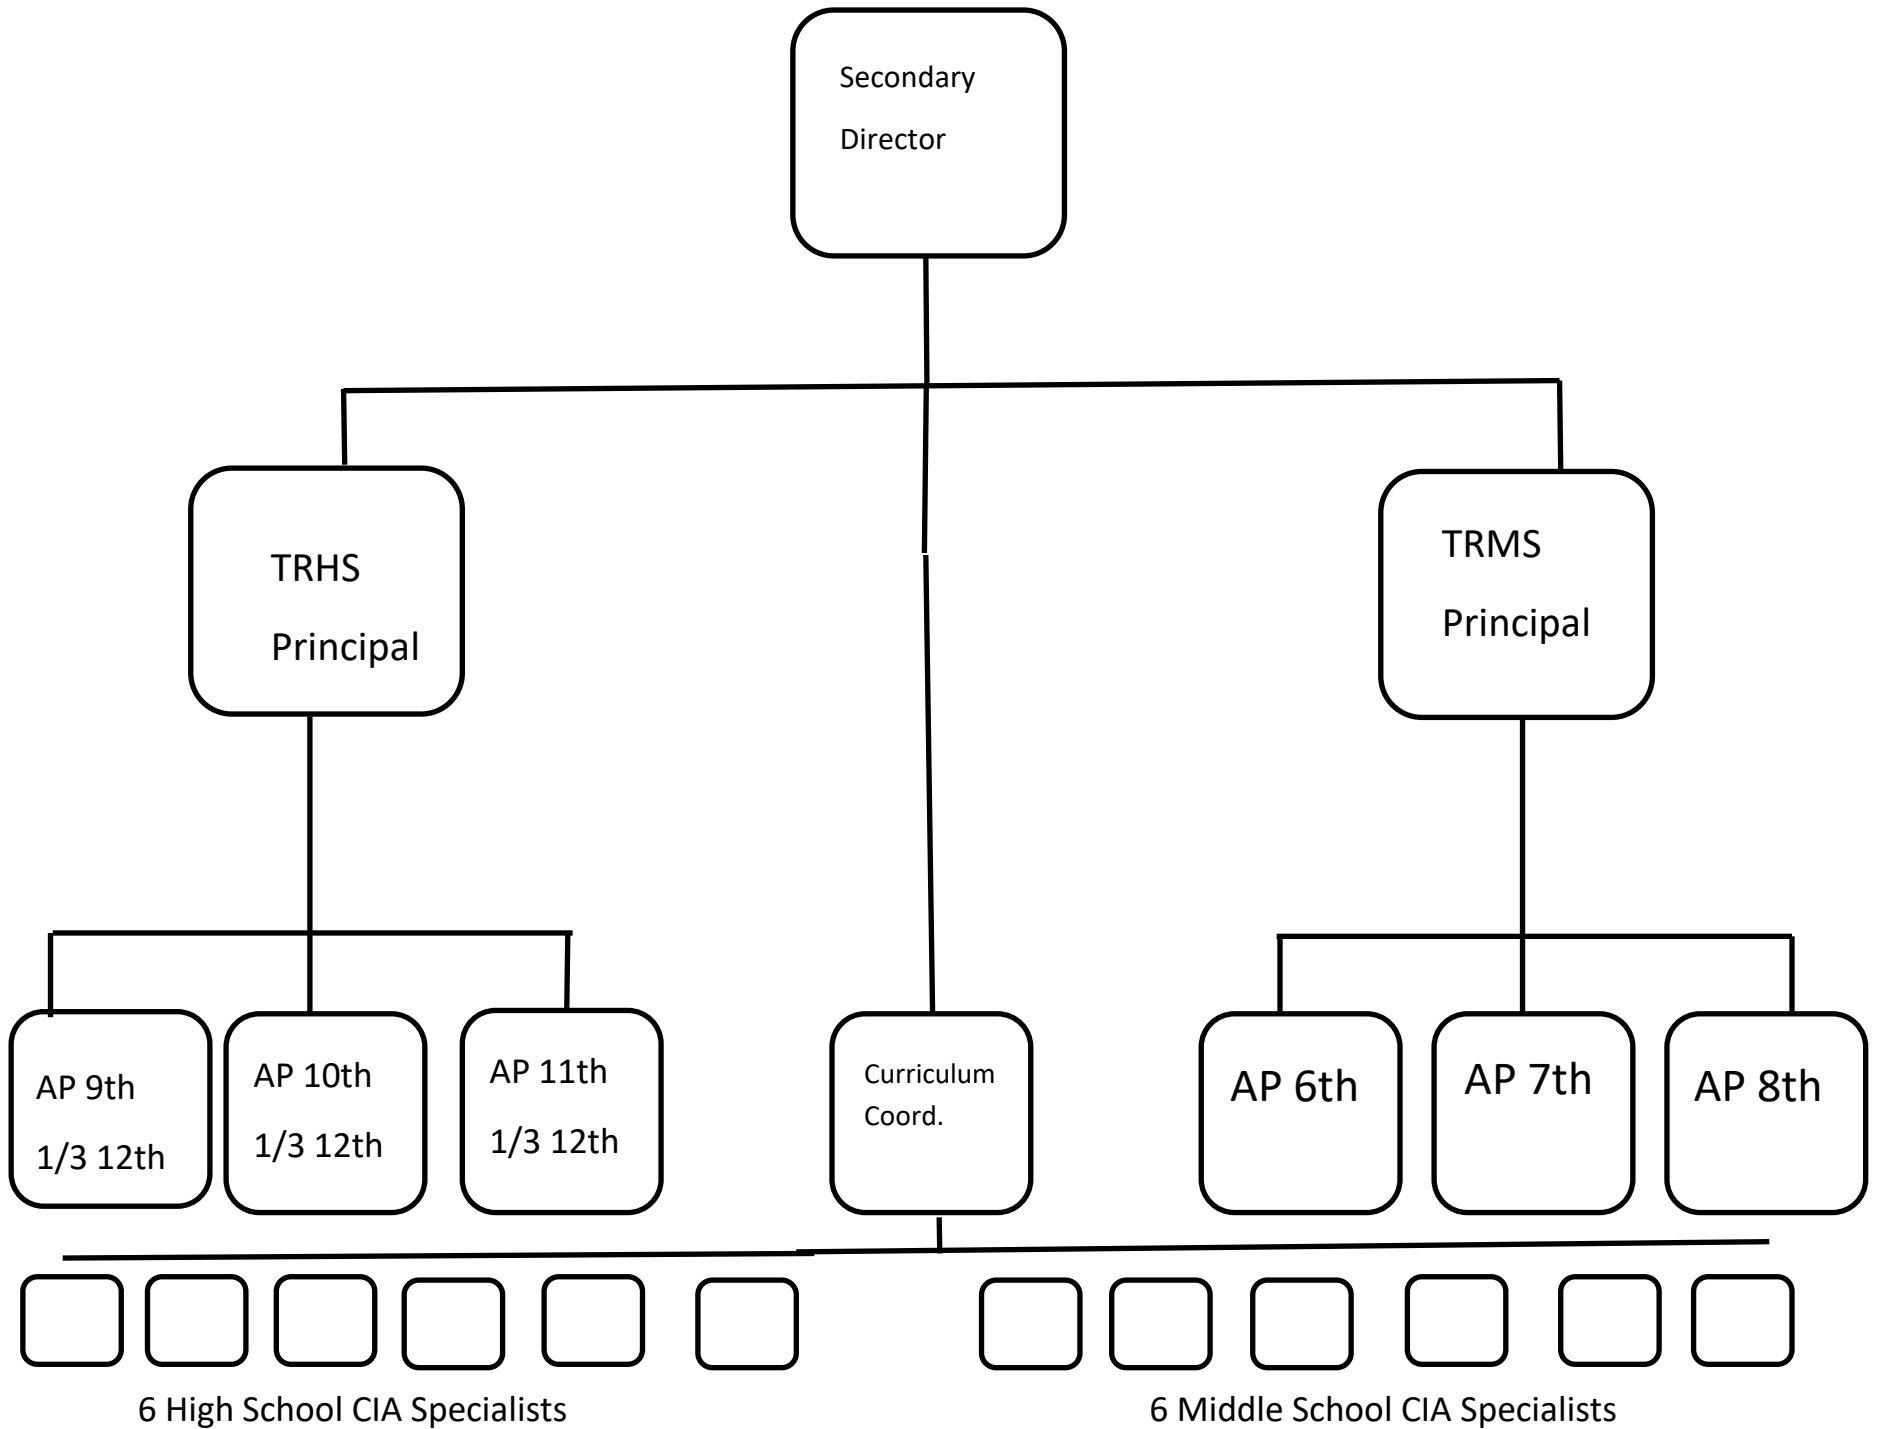 Secondary
Director
TRHS
Principal
TRMS
Principal
AP 9th
1/3 12th
AP 10th
1/3 12th
AP 11th
1/3 12th
Curriculum
Coord.
AP 6th
AP 7th
AP 8th
6 High School CIA Specialists
6 Middle School CIA Specialists